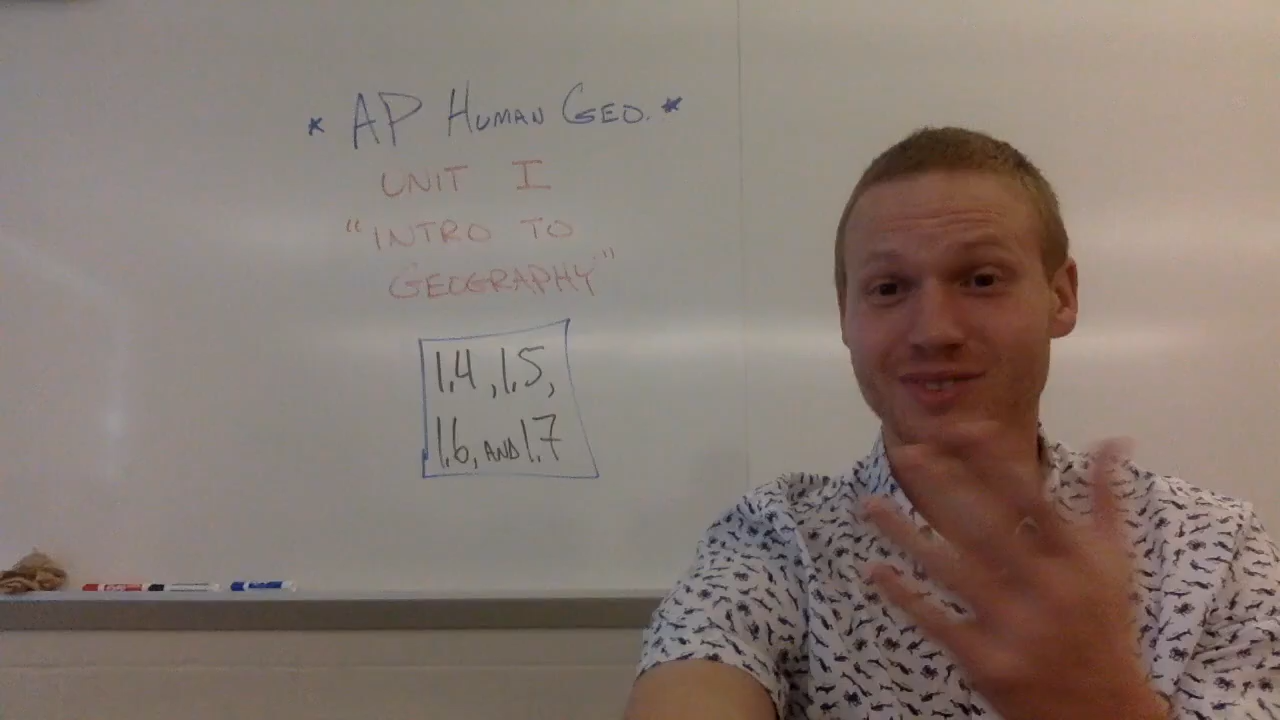 * AP HUMAN GEO. *
UNIT I
"INTRO TO
GEOGRAPHY"
1.4, 1.5,
1.6, AND 1.7